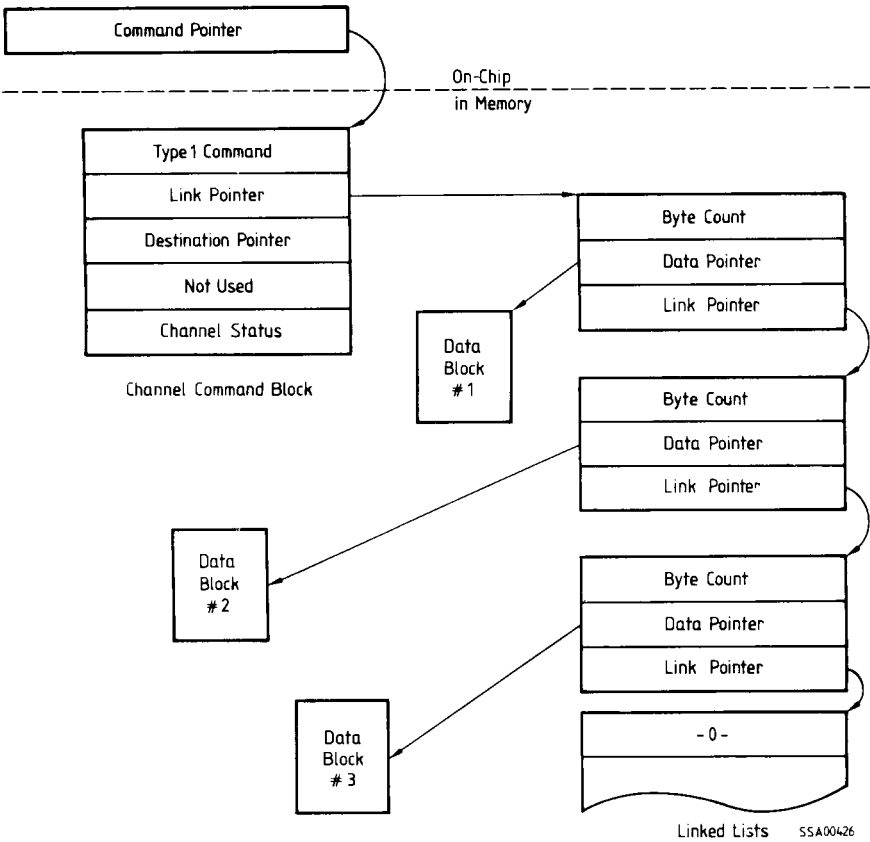 Command Pointer
On-Chip
in Memory
Type 1 Command
Link Pointer
Destination Pointer
Not Used
Channel Status
Channel Command Block
Byte Count
Data Pointer
Link Pointer
Data
Block
#1
Byte Count
Data Pointer
Link Pointer
Data
Block
#2
Byte Count
Data Pointer
Link Pointer
Data
Block
#3
-0-
Linked Lists
SSA00426